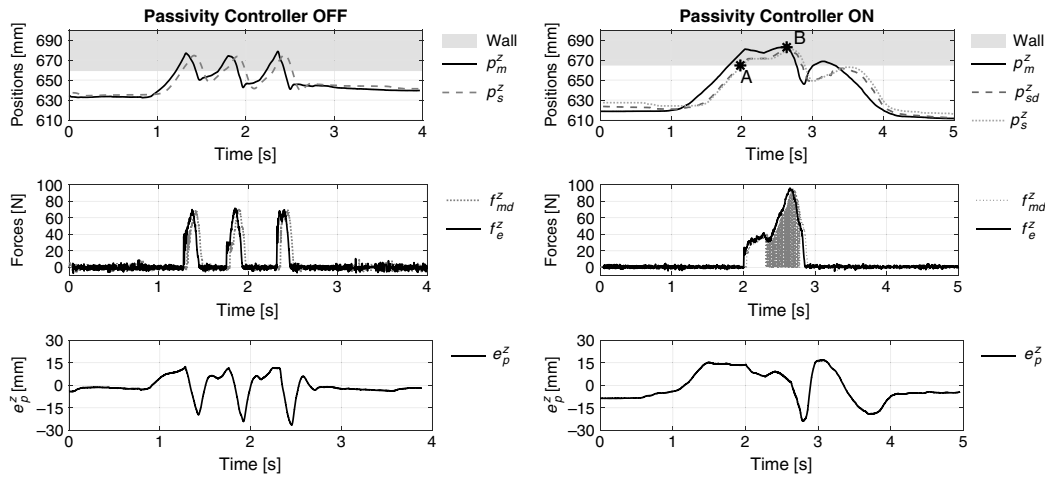 Passivity Controller OFF
Positions [mm]
690
670
650
630
610
0 1 2 3 4
Time [s]
Wall
p_m^z
p_s^z
Forces [N]
100
80
60
40
20
0
0 1 2 3 4
Time [s]
f_md^z
f_e^z
e_p^z [mm]
30
15
0
−15
−30
0 1 2 3 4
Time [s]
e_p^z
Passivity Controller ON
Positions [mm]
690
670
650
630
610
A
B
0 1 2 3 4 5
Time [s]
Wall
p_m^z
p_sd^z
p_s^z
Forces [N]
100
80
60
40
20
0
0 1 2 3 4 5
Time [s]
f_md^z
f_e^z
e_p^z [mm]
30
15
0
−15
−30
0 1 2 3 4 5
Time [s]
e_p^z